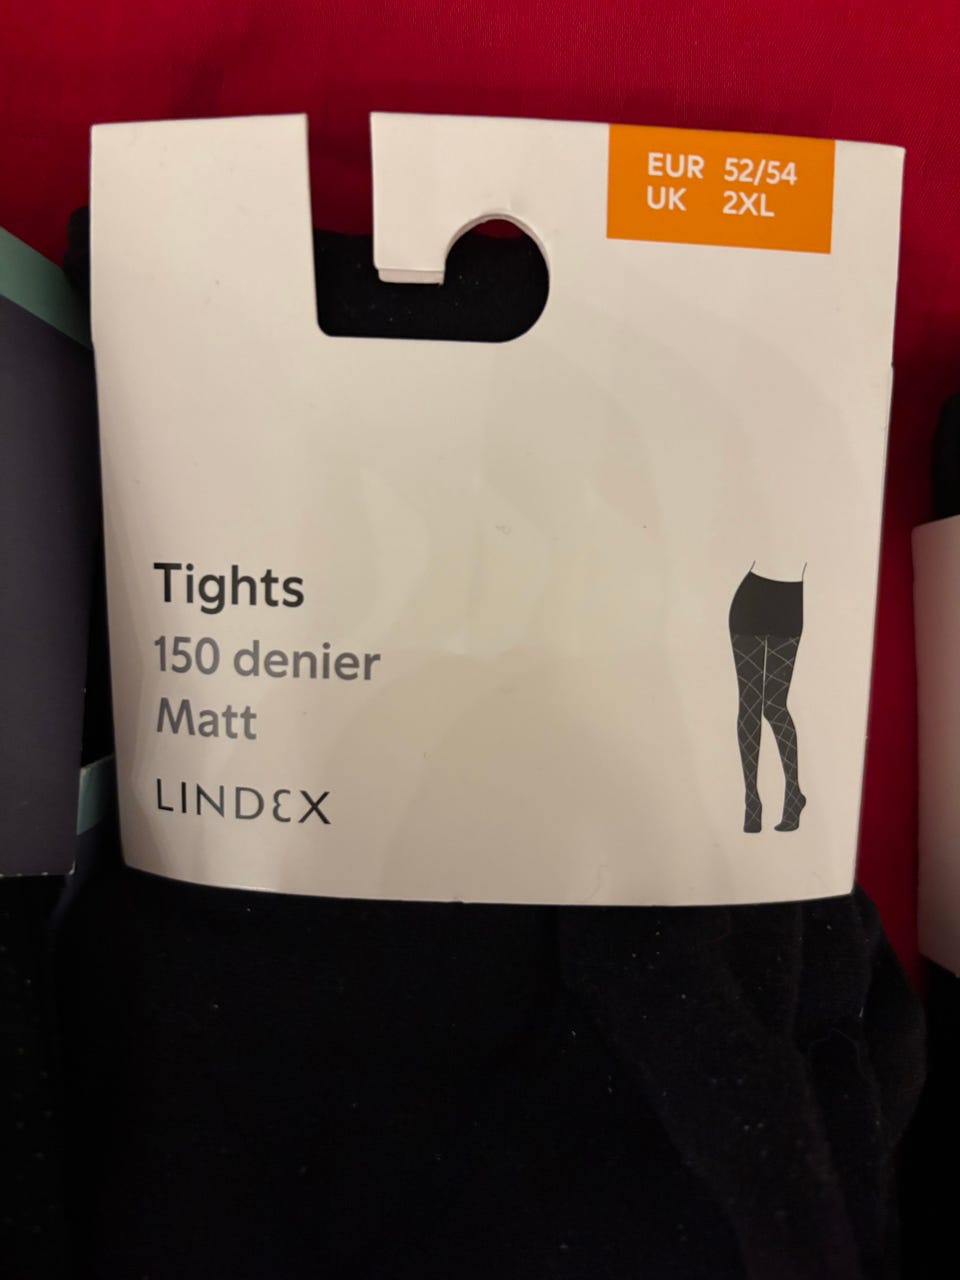 EUR 52/54
UK 2XL
Tights
150 denier
Matt
LINDEX